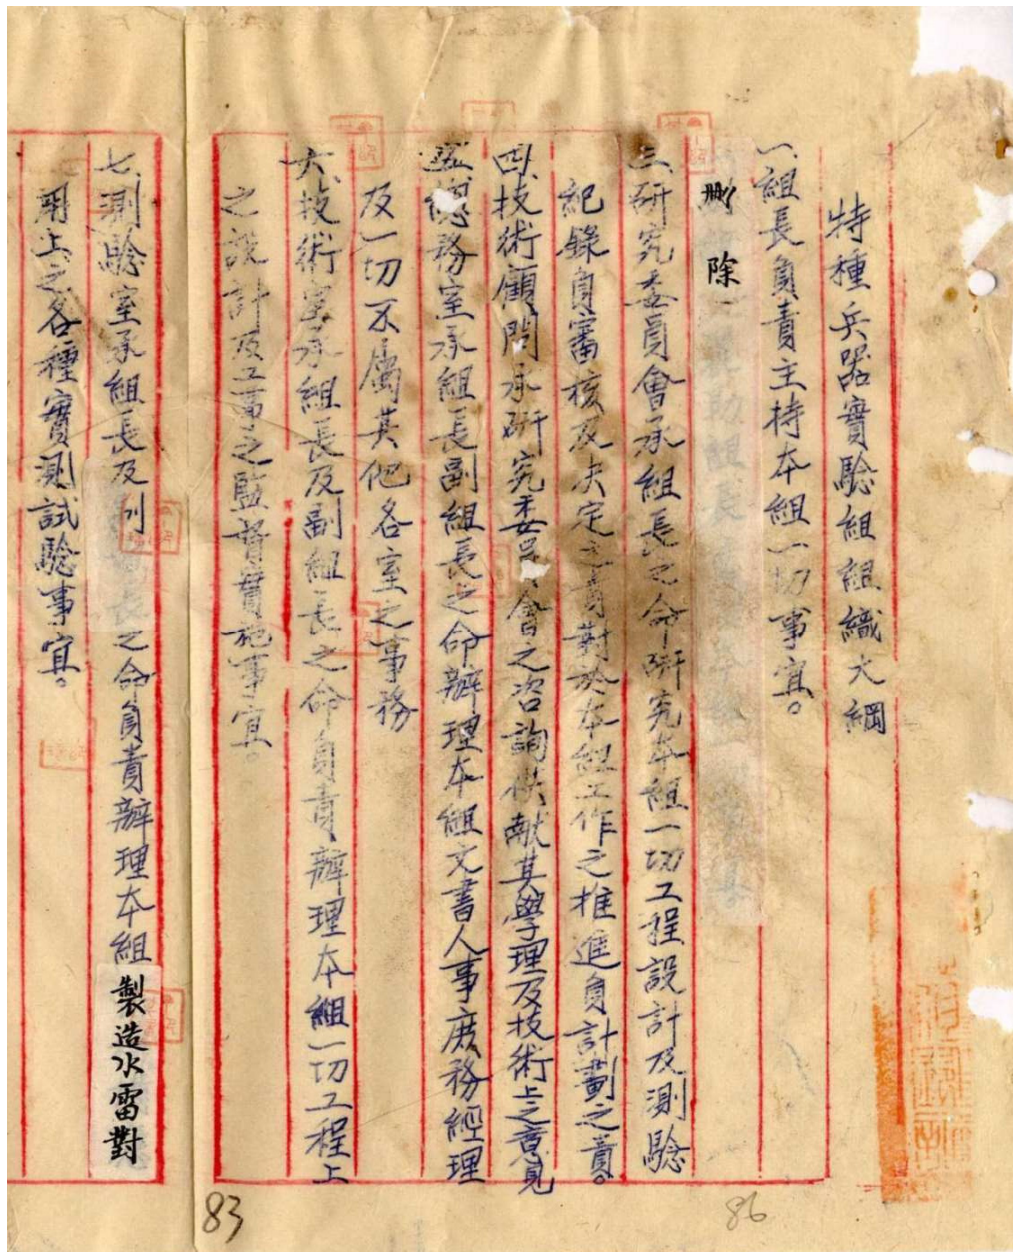 特種兵器實驗組組織大綱
一、組長負責主持本組一切事宜。
刪除
三、研究委員會承組長之命研究本組一切工程設計及測驗
紀錄負審核及決定之責對於本組工作之推進負計劃之責。
四、技術顧問承研究委員會之咨詢供献其學理及技術上之意見
五、總務室承組長副組長之命辦理本組文書人事庶務經理
及一切不屬其他各室之事務
六、技術室承組長及副組長之命負責辦理本組一切工程上
之設計及工事之監督實施事宜。
七、測驗室承組長及副組長之命負責辦理本組製造水雷對
用上之各種實測試驗事宜。
83
86